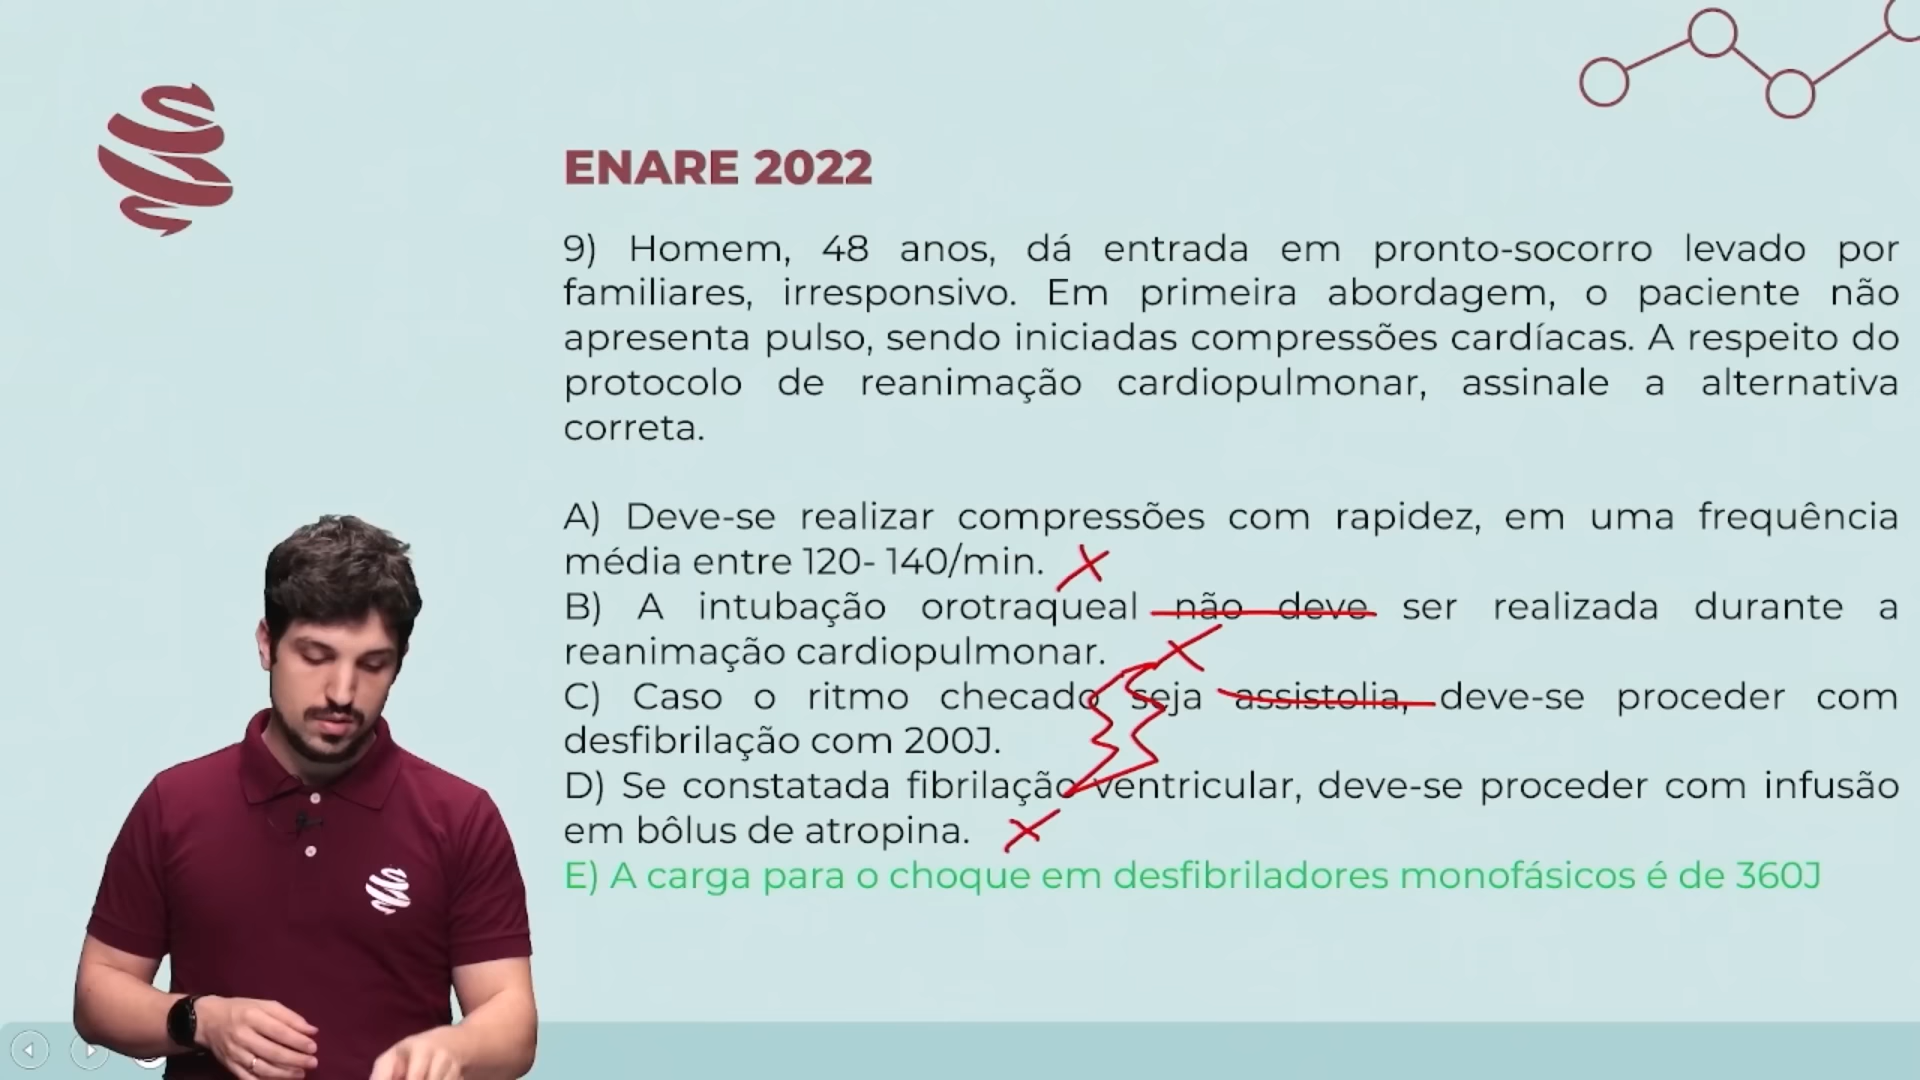 ENARE 2022
9) Homem, 48 anos, dá entrada em pronto-socorro levado por
familiares, irresponsivo. Em primeira abordagem, o paciente não
apresenta pulso, sendo iniciadas compressões cardíacas. A respeito do
protocolo de reanimação cardiopulmonar, assinale a alternativa
correta.
A) Deve-se realizar compressões com rapidez, em uma frequência
média entre 120- 140/min.
B) A intubação orotraqueal não deve ser realizada durante a
reanimação cardiopulmonar.
C) Caso o ritmo checado seja assistolia, deve-se proceder com
desfibrilação com 200J.
D) Se constatada fibrilação ventricular, deve-se proceder com infusão
em bôlus de atropina.
E) A carga para o choque em desfibriladores monofásicos é de 360J